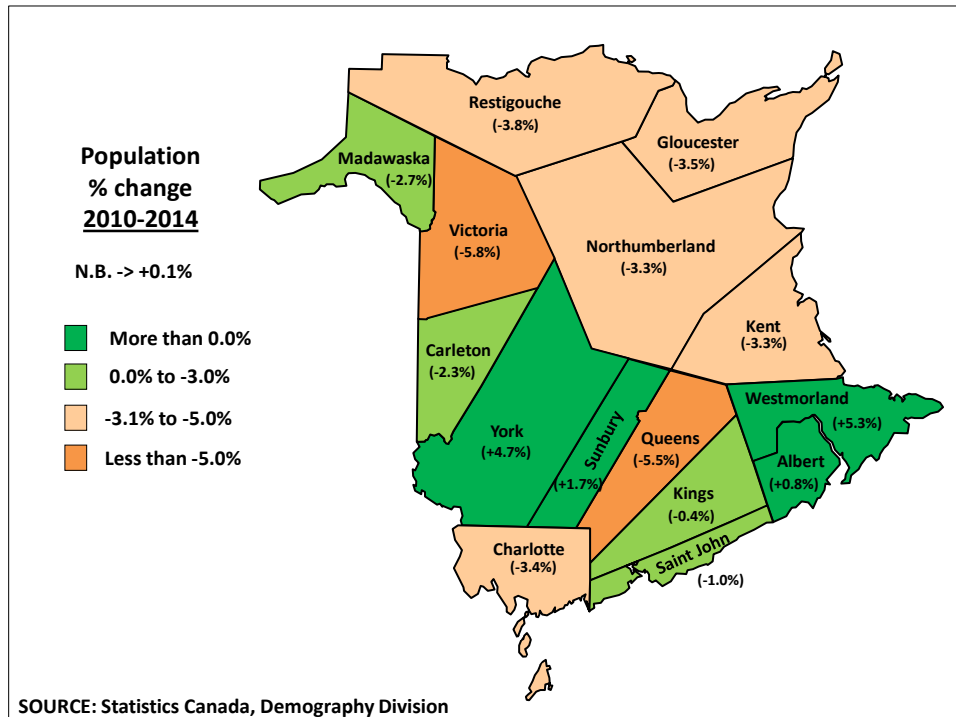 Population
% change
2010-2014
N.B. -> +0.1%
More than 0.0%
0.0% to -3.0%
-3.1% to -5.0%
Less than -5.0%
Restigouche
(-3.8%)
Gloucester
(-3.5%)
Madawaska
(-2.7%)
Victoria
(-5.8%)
Northumberland
(-3.3%)
Kent
(-3.3%)
Carleton
(-2.3%)
Westmorland
(+5.3%)
York
(+4.7%)
Sunbury
(+1.7%)
Queens
(-5.5%)
Albert
(+0.8%)
Kings
(-0.4%)
Charlotte
(-3.4%)
Saint John
(-1.0%)
SOURCE: Statistics Canada, Demography Division